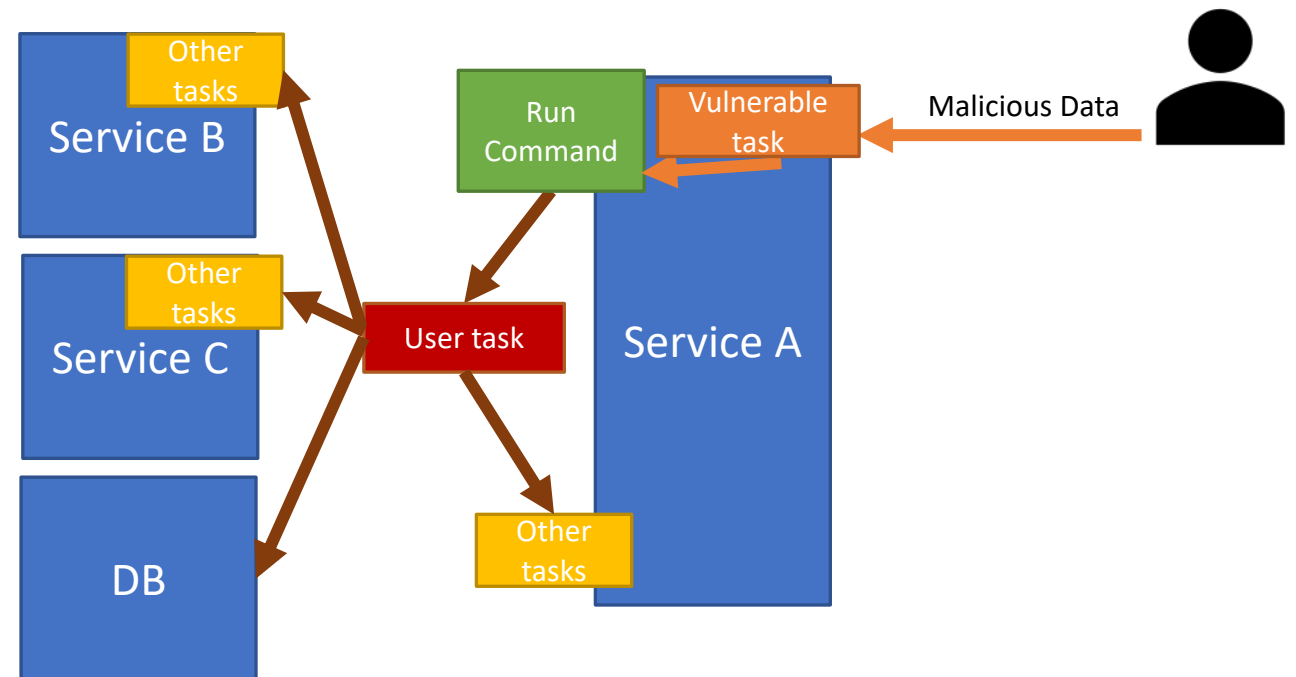 Other
tasks
Service B
Other
tasks
Service C
DB
Run
Command
Vulnerable
task
Malicious Data
User task
Service A
Other
tasks